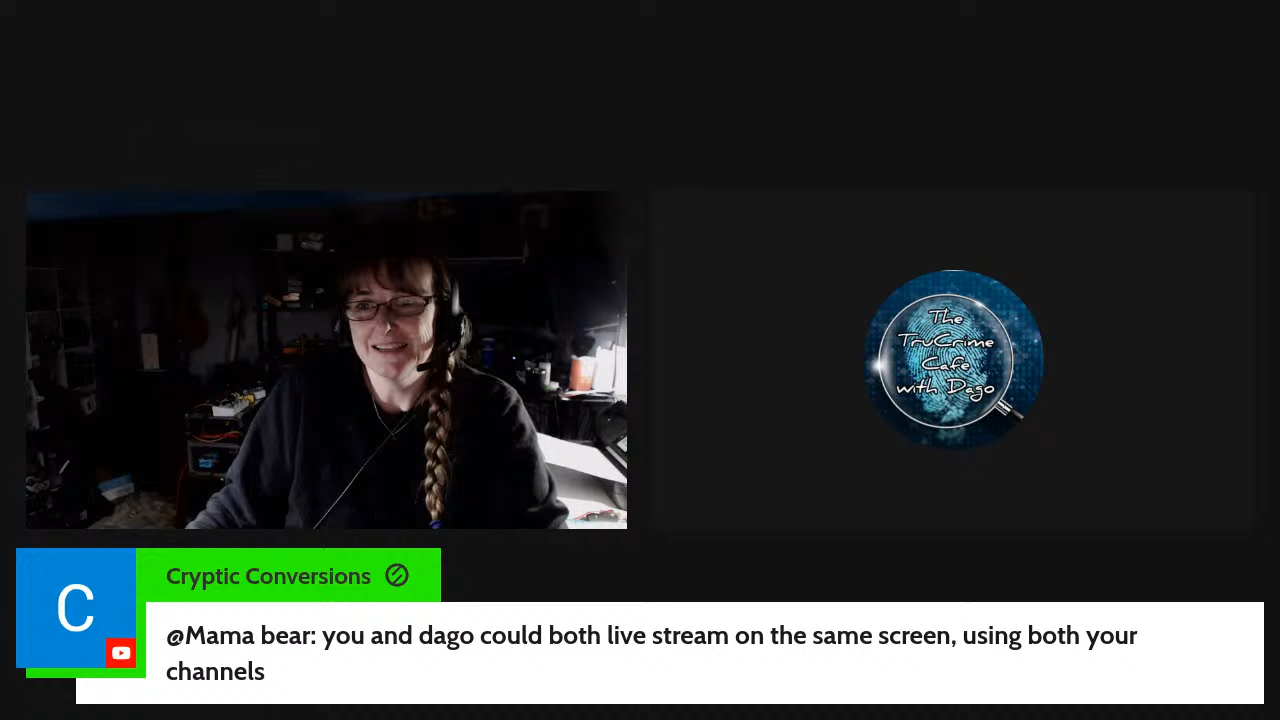 The
TruCrime
Cafe
with Dago
C
Cryptic Conversions
@Mama bear: you and dago could both live stream on the same screen, using both your
channels